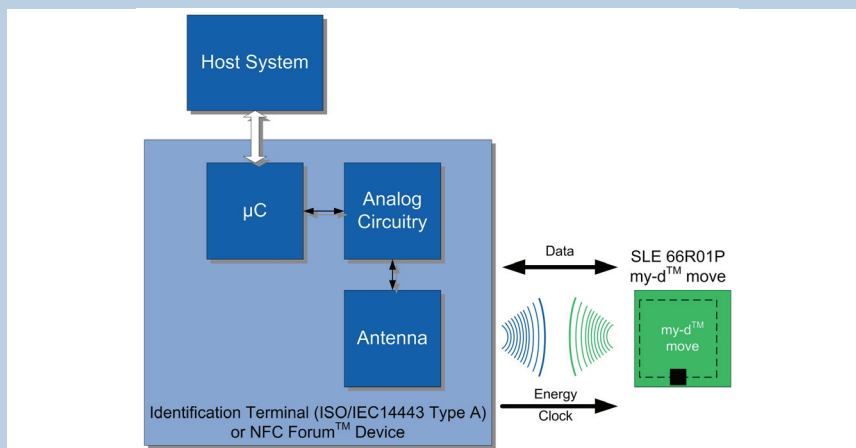 Host System
µC
Analog
Circuitry
Antenna
Identification Terminal (ISO/IEC14443 Type A)
or NFC Forum™ Device
Data
SLE 66R01P
my-d™ move
my-d™
move
Energy
Clock